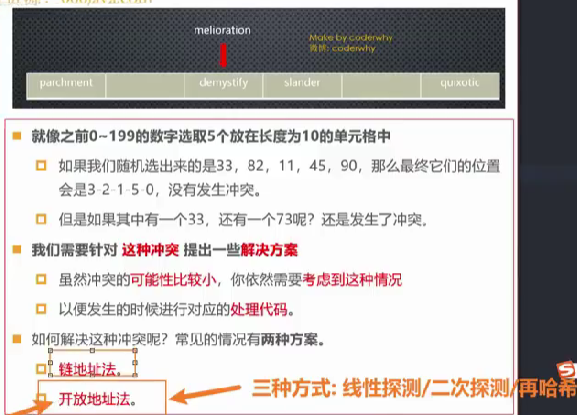 melioration
Make by coderwhy
微博: coderwhy
parchment
demystify
slander
quixotic
就像之前0~199的数字选取5个放在长度为10的单元格中
如果我们随机选出来的是33，82，11，45，90，那么最终它们的位置
会是3-2-1-5-0，没有发生冲突。
但是如果其中有一个33，还有一个73呢？还是发生了冲突。
我们需要针对 这种冲突 提出一些解决方案
虽然冲突的可能性比较小，你依然需要考虑到这种情况
以便发生的时候进行对应的处理代码。
如何解决这种冲突呢？常见的情况有两种方案。
链地址法。
开放地址法。
三种方式: 线性探测/二次探测/再哈希